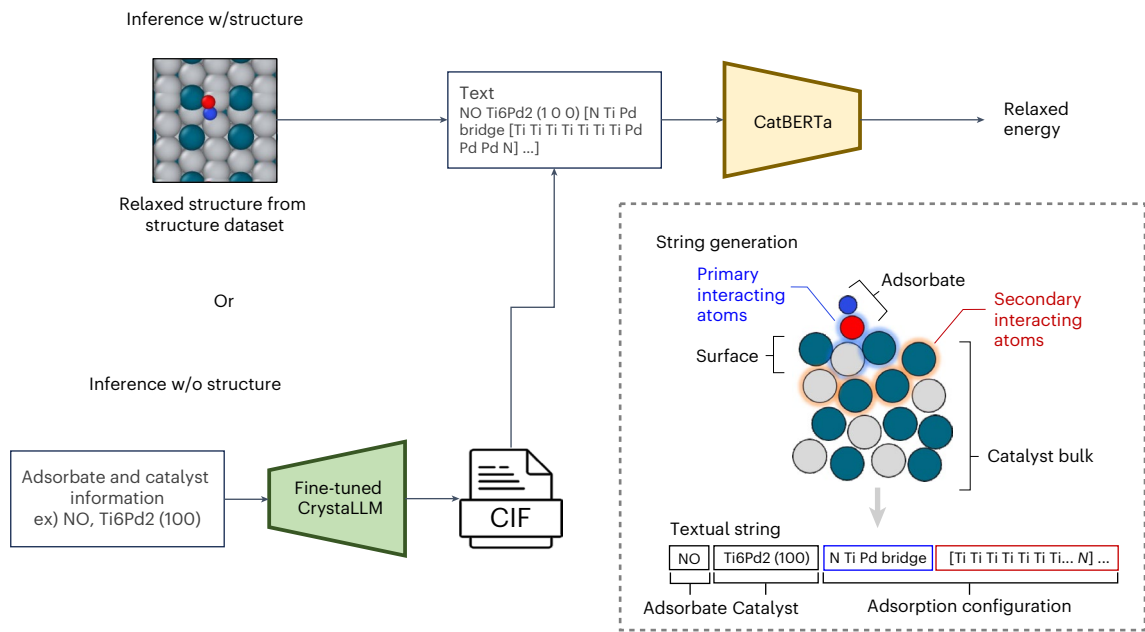 Inference w/structure
Text
NO Ti6Pd2 (1 0 0) [N Ti Pd
bridge [Ti Ti Ti Ti Ti Ti Ti Pd
Pd Pd N] ...]
CatBERTa
Relaxed
energy
Relaxed structure from
structure dataset
Or
Inference w/o structure
Adsorbate and catalyst
information
ex) NO, Ti6Pd2 (100)
Fine-tuned
CrystaLLM
CIF
String generation
Primary
interacting
atoms
Adsorbate
Secondary
interacting
atoms
Surface
Catalyst bulk
Textual string
NO
Ti6Pd2 (100)
N Ti Pd bridge
[Ti Ti Ti Ti Ti Ti Ti... N] ...
Adsorbate Catalyst
Adsorption configuration